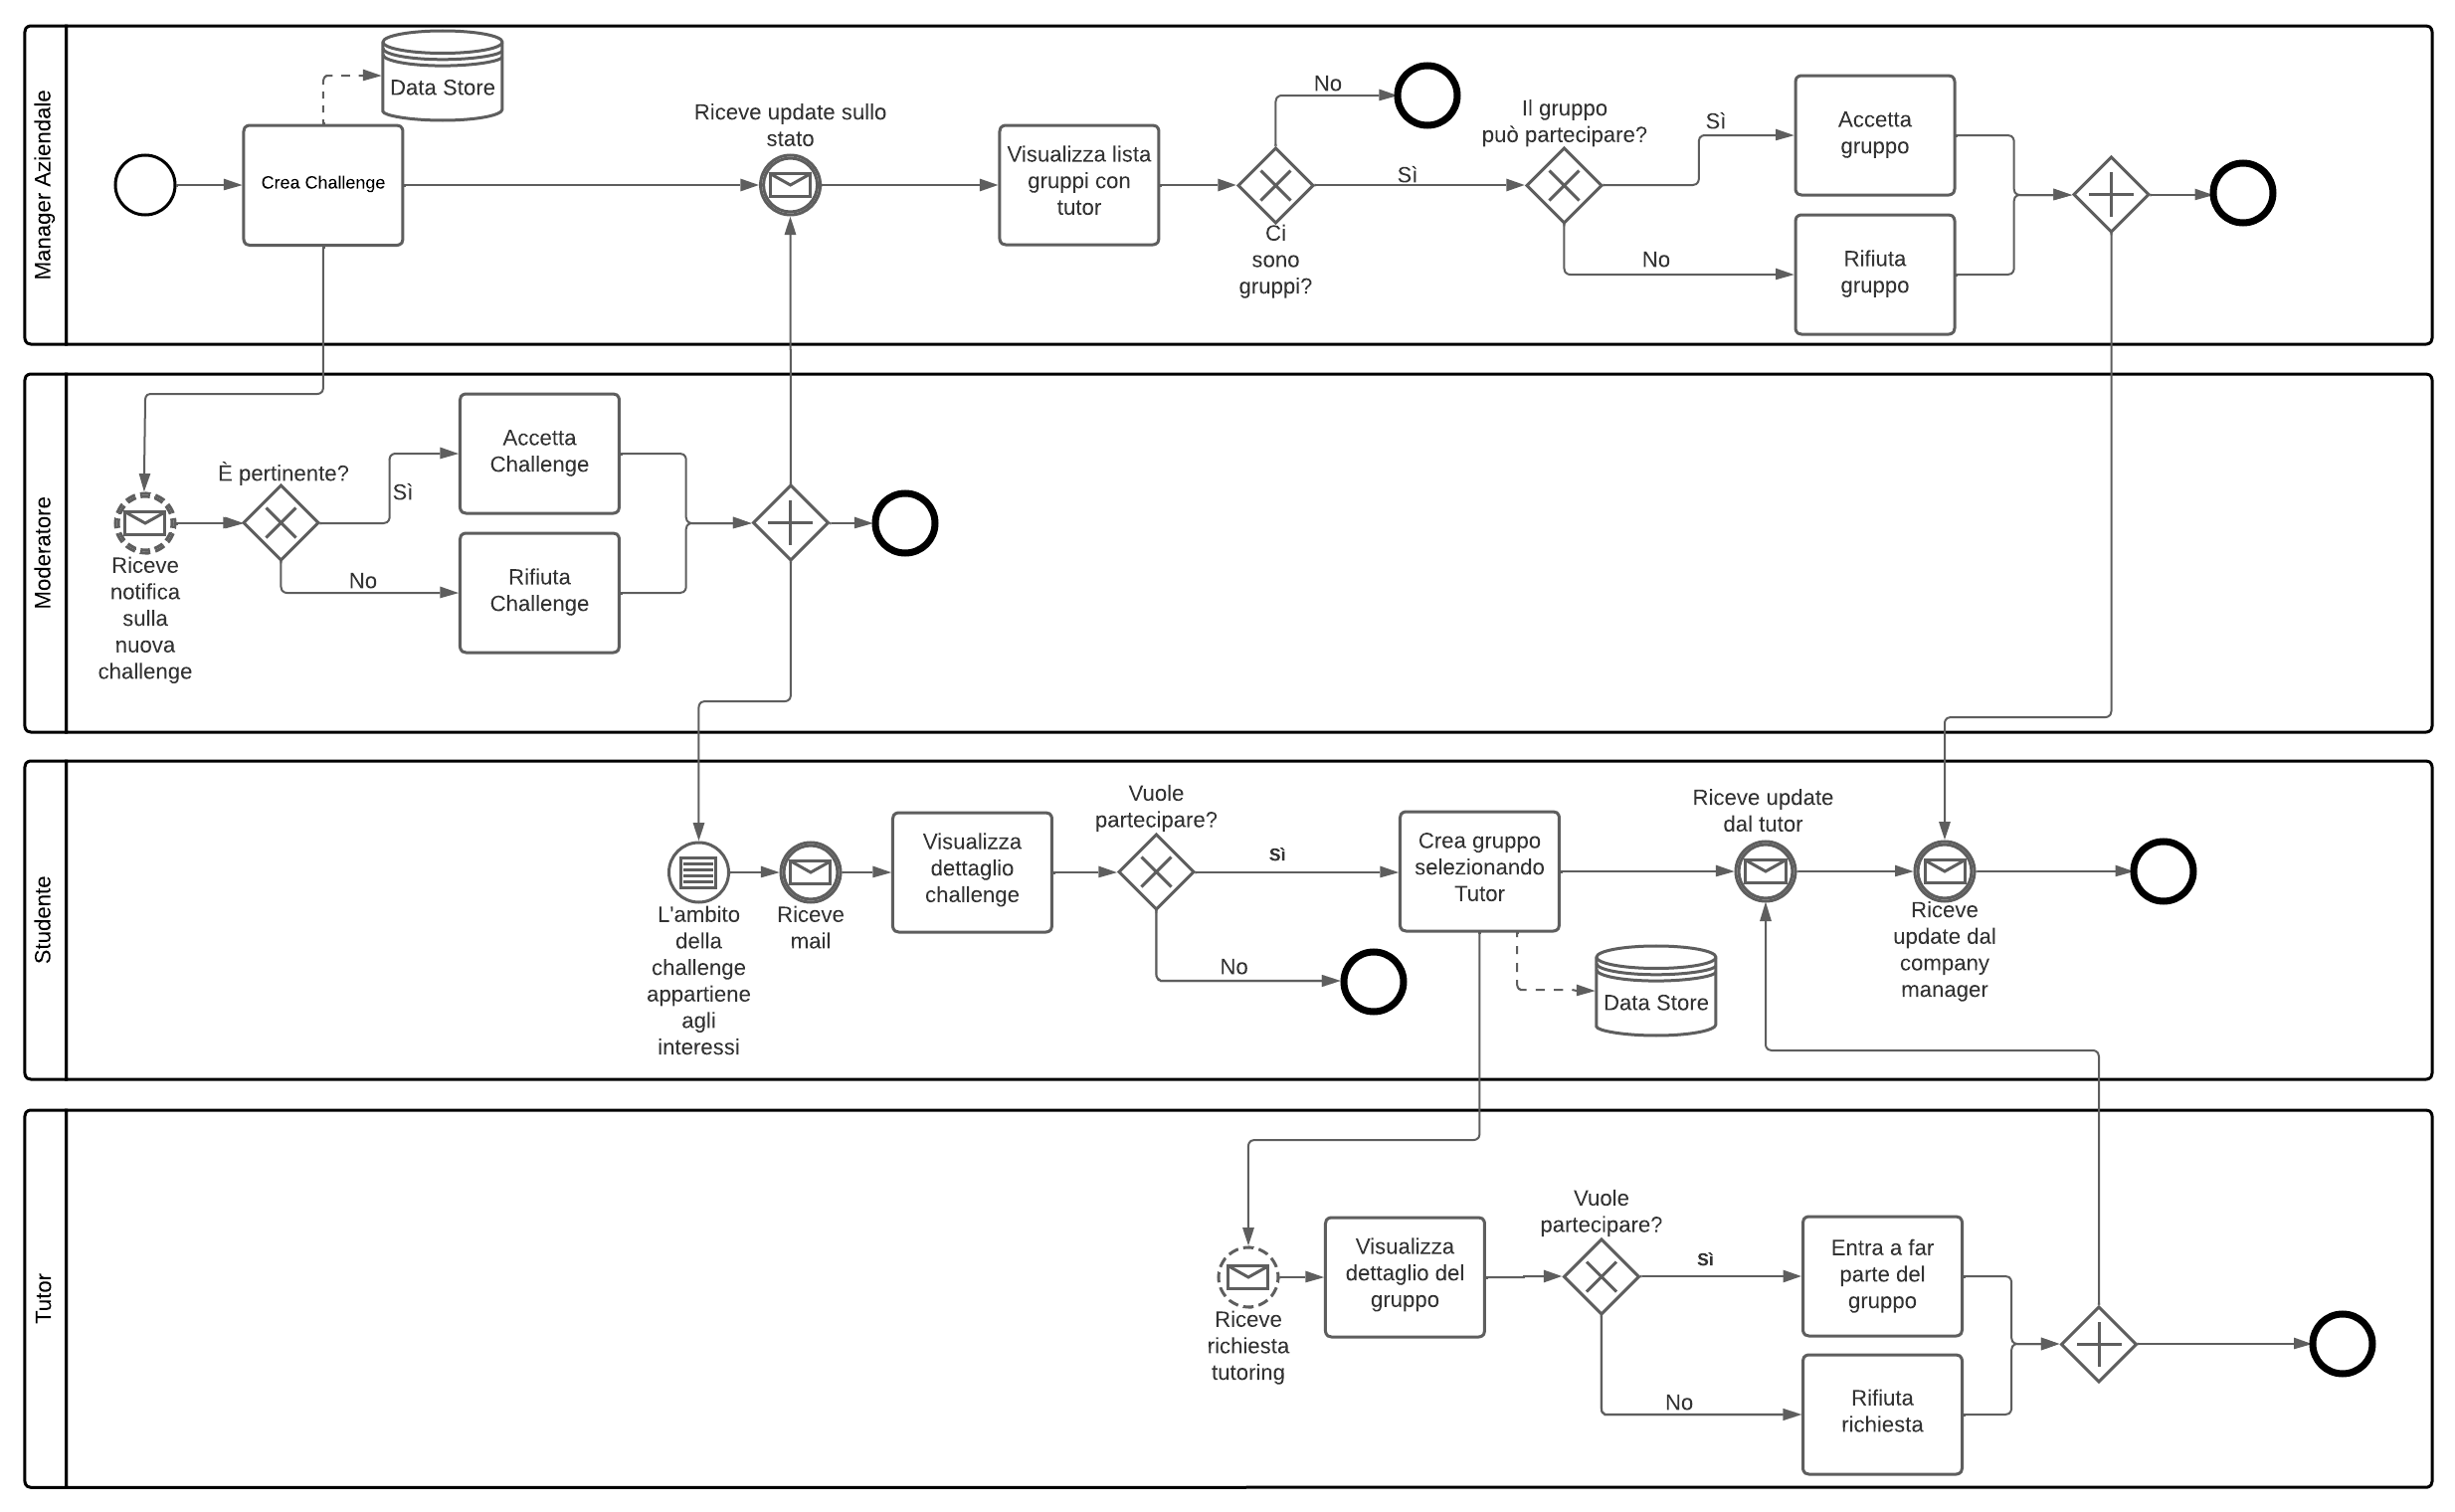 Manager Aziendale
Data Store
Crea Challenge
Riceve update sullo
stato
Visualizza lista
gruppi con
tutor
No
Sì
Ci
sono
gruppi?
Il gruppo
può partecipare?
Sì
No
Accetta
gruppo
Rifiuta
gruppo
Moderatore
Riceve
notifica
sulla
nuova
challenge
È pertinente?
Sì
No
Accetta
Challenge
Rifiuta
Challenge
Studente
L'ambito
della
challenge
appartiene
agli
interessi
Riceve
mail
Visualizza
dettaglio
challenge
Vuole
partecipare?
Sì
No
Crea gruppo
selezionando
Tutor
Data Store
Riceve update
dal tutor
Riceve
update dal
company
manager
Tutor
Riceve
richiesta
tutoring
Visualizza
dettaglio del
gruppo
Vuole
partecipare?
Sì
No
Entra a far
parte del
gruppo
Rifiuta
richiesta